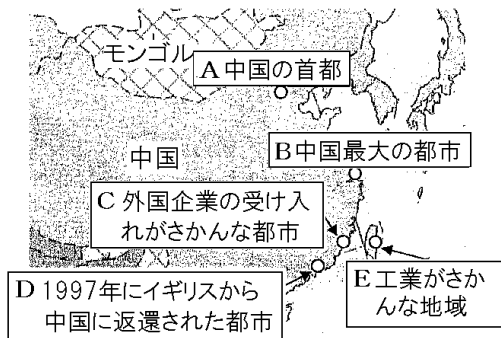 モンゴル
A 中国の首都
中国
B 中国最大の都市
C 外国企業の受け入
れがさかんな都市
D 1997年にイギリスから
中国に返還された都市
E 工業がさか
んな地域